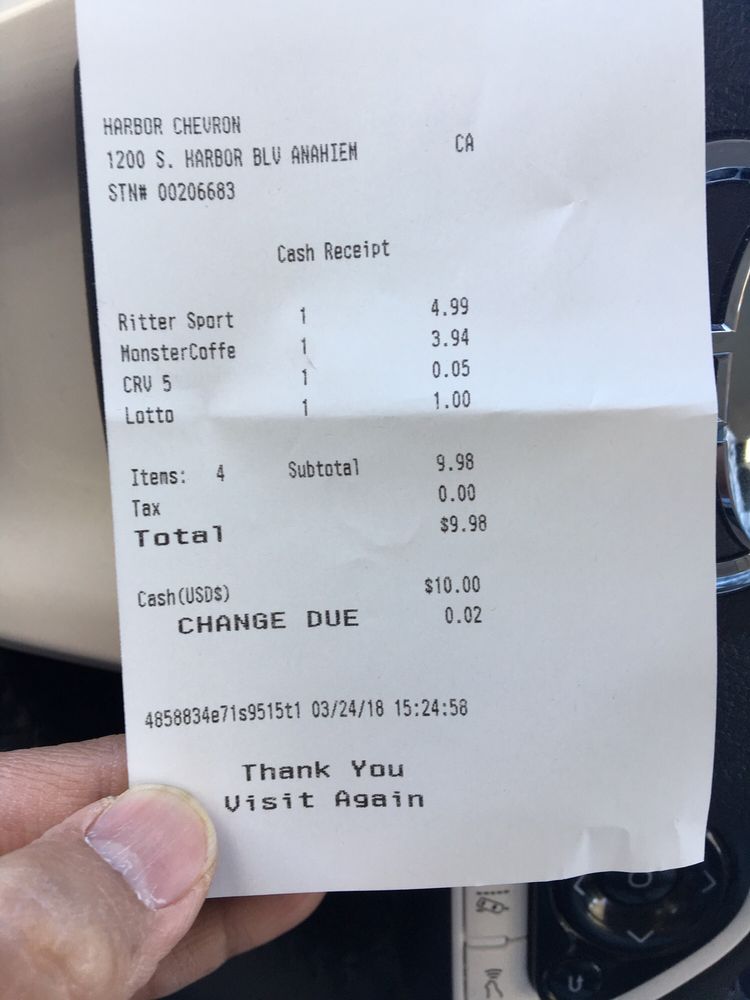 HARBOR CHEVRON
1200 S. HARBOR BLV ANAHIEM CA
STN# 00206683
Cash Receipt
Ritter Sport 1 4.99
MonsterCoffe 1 3.94
CRV 5 1 0.05
Lotto 1 1.00
Items: 4 Subtotal 9.98
Tax 0.00
Total $9.98
Cash(USD$) $10.00
CHANGE DUE 0.02
4858834e71s9515t1 03/24/18 15:24:58
Thank You
Visit Again